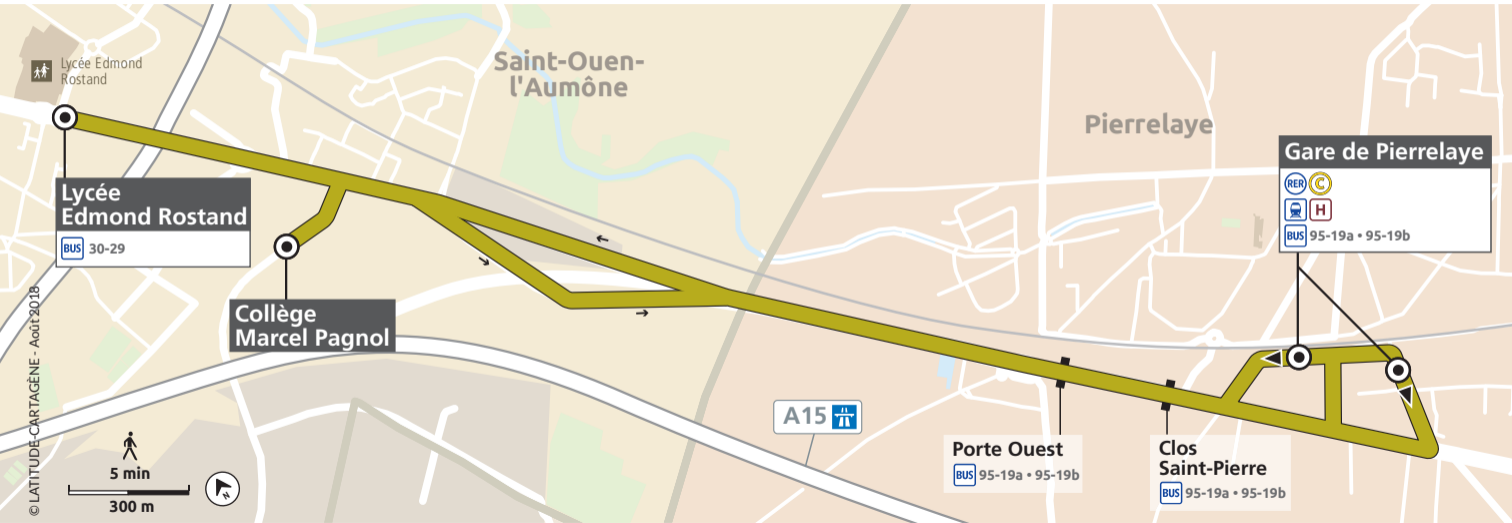 Lycée Edmond
Rostand
Saint-Ouen-
l'Aumône
Pierrelaye
Gare de Pierrelaye
RER C
H
BUS 95-19a • 95-19b
Lycée
Edmond Rostand
BUS 30-29
Collège
Marcel Pagnol
A15
Porte Ouest
BUS 95-19a • 95-19b
Clos
Saint-Pierre
BUS 95-19a • 95-19b
5 min
300 m
N
© LATITUDE-CARTAGÈNE - Août 2018